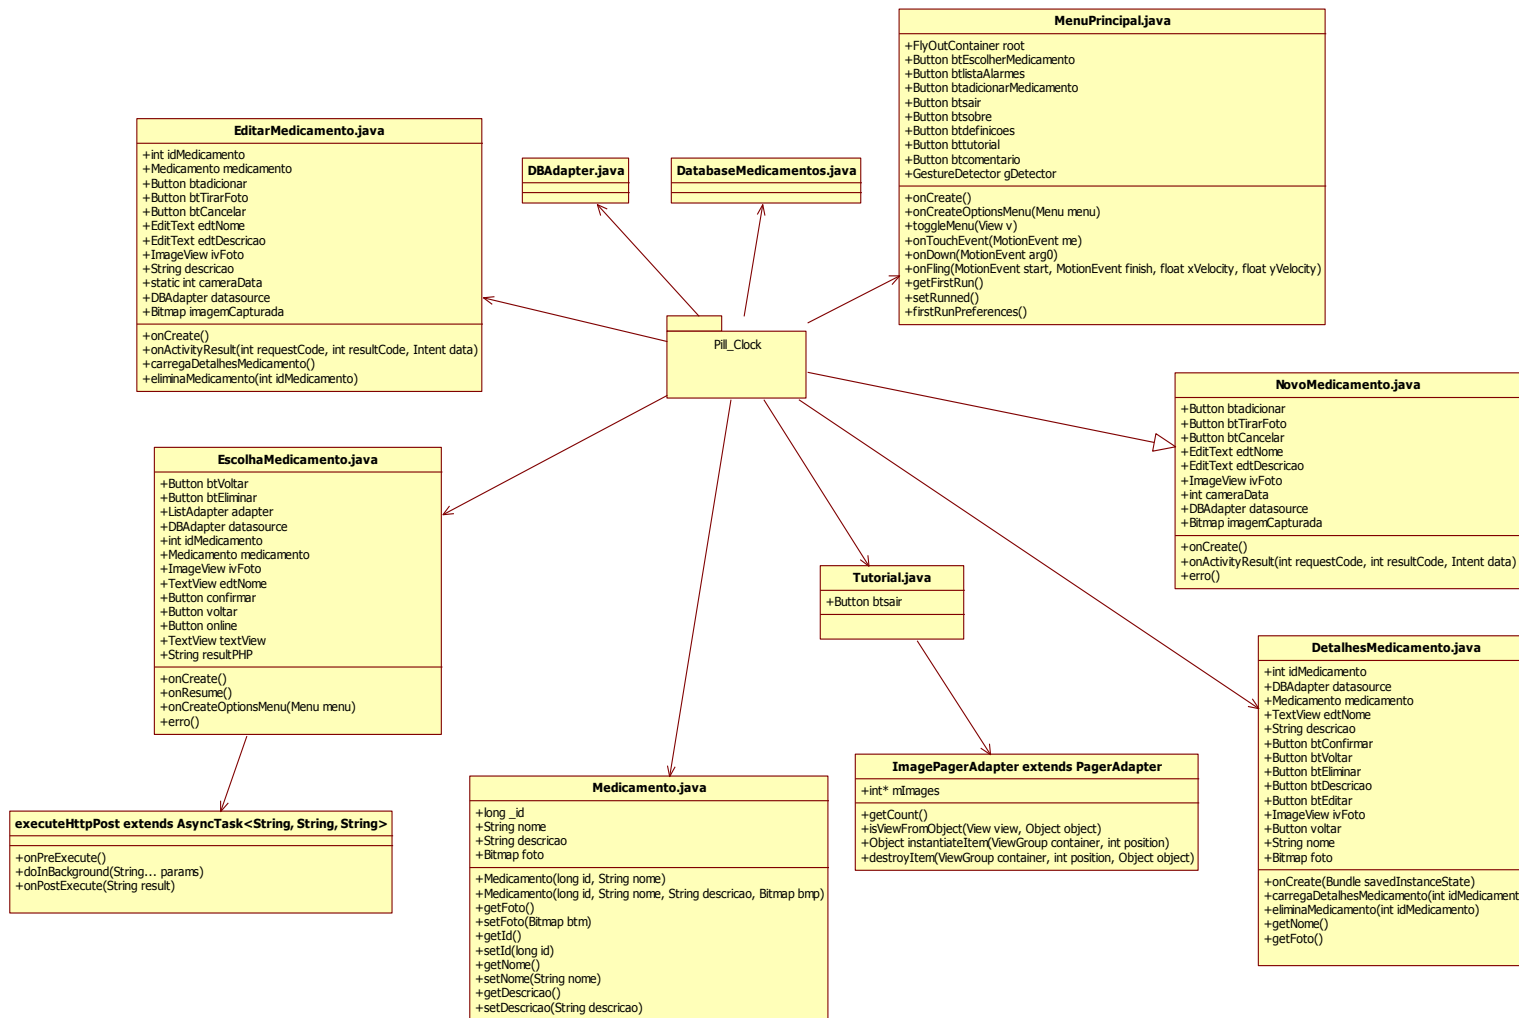 MenuPrincipal.java
+FlyOutContainer root
+Button btEscolherMedicamento
+Button btlistaAlarmes
+Button btadicionarMedicamento
+Button btsair
+Button btsobre
+Button btdefinicoes
+Button bttutorial
+Button btcomentario
+GestureDetector gDetector
+onCreate()
+onCreateOptionsMenu(Menu menu)
+toggleMenu(View v)
+onTouchEvent(MotionEvent me)
+onDown(MotionEvent arg0)
+onFling(MotionEvent start, MotionEvent finish, float xVelocity, float yVelocity)
+getFirstRun()
+setRunned()
+firstRunPreferences()
EditarMedicamento.java
+int idMedicamento
+Medicamento medicamento
+Button btadicionar
+Button btTirarFoto
+Button btCancelar
+EditText edtNome
+EditText edtDescricao
+ImageView ivFoto
+String descricao
+static int cameraData
+DBAdapter datasource
+Bitmap imagemCapturada
+onCreate()
+onActivityResult(int requestCode, int resultCode, Intent data)
+carregaDetalhesMedicamento()
+eliminaMedicamento(int idMedicamento)
DBAdapter.java
DatabaseMedicamentos.java
Pill_Clock
NovoMedicamento.java
+Button btadicionar
+Button btTirarFoto
+Button btCancelar
+EditText edtNome
+EditText edtDescricao
+ImageView ivFoto
+int cameraData
+DBAdapter datasource
+Bitmap imagemCapturada
+onCreate()
+onActivityResult(int requestCode, int resultCode, Intent data)
+erro()
EscolhaMedicamento.java
+Button btVoltar
+Button btEliminar
+ListAdapter adapter
+DBAdapter datasource
+int idMedicamento
+Medicamento medicamento
+ImageView ivFoto
+TextView edtNome
+Button confirmar
+Button voltar
+Button online
+TextView textView
+String resultPHP
+onCreate()
+onResume()
+onCreateOptionsMenu(Menu menu)
+erro()
Tutorial.java
+Button btsair
DetalhesMedicamento.java
+int idMedicamento
+DBAdapter datasource
+Medicamento medicamento
+TextView edtNome
+String descricao
+Button btConfirmar
+Button btVoltar
+Button btEliminar
+Button btDescricao
+Button btEditar
+ImageView ivFoto
+Button voltar
+String nome
+Bitmap foto
+onCreate(Bundle savedInstanceState)
+carregaDetalhesMedicamento(int idMedicament
+eliminaMedicamento(int idMedicamento)
+getNome()
+getFoto()
executeHttpPost extends AsyncTask<String, String, String>
+onPreExecute()
+doInBackground(String... params)
+onPostExecute(String result)
Medicamento.java
+long _id
+String nome
+String descricao
+Bitmap foto
+Medicamento(long id, String nome)
+Medicamento(long id, String nome, String descricao, Bitmap bmp)
+getFoto()
+setFoto(Bitmap btm)
+getId()
+setId(long id)
+getNome()
+setNome(String nome)
+getDescricao()
+setDescricao(String descricao)
ImagePagerAdapter extends PagerAdapter
+int* mImages
+getCount()
+isViewFromObject(View view, Object object)
+Object instantiateItem(ViewGroup container, int position)
+destroyItem(ViewGroup container, int position, Object object)